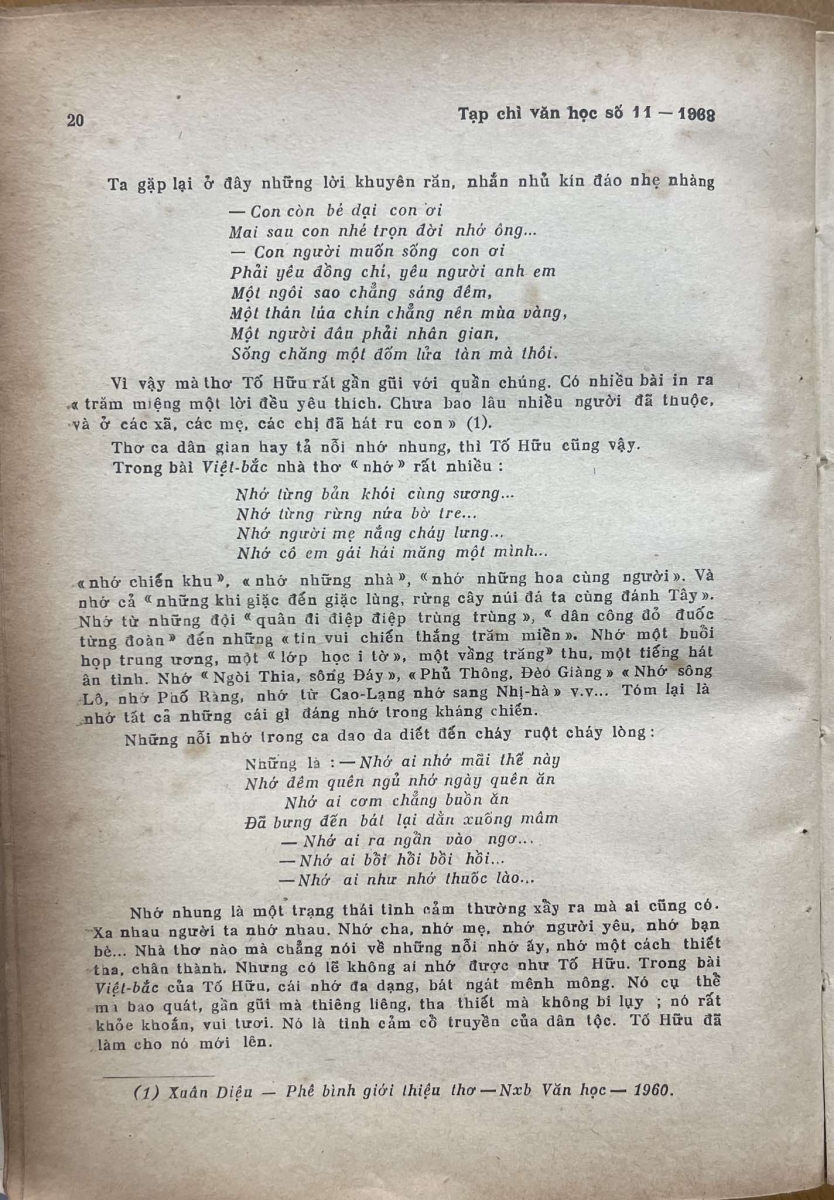 20
Tạp chì văn học số 11 — 1968
Ta gặp lại ở đây những lời khuyên răn, nhắn nhủ kín đáo nhẹ nhàng
— Con còn bé dại con ơi
Mai sau con nhé trọn đời nhớ ông...
— Con người muốn sống con ơi
Phải yêu đồng chí, yêu người anh em
Một ngôi sao chẳng sáng đêm,
Một thân lúa chín chẳng nên mùa vàng,
Một người đâu phải nhân gian,
Sống chăng một đốm lửa tàn mà thôi.
Vì vậy mà thơ Tố Hữu rất gần gũi với quần chúng. Có nhiều bài in ra
« trăm miệng một lời đều yêu thích. Chưa bao lâu nhiều người đã thuộc,
và ở các xã, các mẹ, các chị đã hát ru con » (1).
Thơ ca dân gian hay tả nỗi nhớ nhung, thì Tố Hữu cũng vậy.
Trong bài Việt-bắc nhà thơ « nhớ » rất nhiều :
Nhớ từng bản khói cùng sương...
Nhớ từng rừng nứa bờ tre...
Nhớ người mẹ nắng cháy lưng...
Nhớ cô em gái hái măng một mình...
« nhớ chiến khu », « nhớ những nhà », « nhớ những hoa cùng người ». Và
nhớ cả « những khi giặc đến giặc lùng, rừng cây núi đá ta cùng đánh Tây ».
Nhớ từ những đội « quân đi điệp điệp trùng trùng », « dân công đỏ đuốc
từng đoàn » đến những « tin vui chiến thắng trăm miền ». Nhớ một buổi
họp trung ương, một « lớp học i tờ », một vầng trăng" thu, một tiếng hát
ân tình. Nhớ « Ngòi Thia, sông Đáy », « Phủ Thông, Đèo Giàng » « Nhớ sông
Lô, nhớ Phố Ràng, nhớ từ Cao-Lạng nhớ sang Nhị-hà » v.v... Tóm lại là
nhớ tất cả những cái gì đáng nhớ trong kháng chiến.
Những nỗi nhớ trong ca dao da diết đến cháy ruột cháy lòng :
Những là : — Nhớ ai nhớ mãi thế này
Nhớ đêm quên ngủ nhớ ngày quên ăn
Nhớ ai cơm chẳng buồn ăn
Đã bưng đến bát lại dằn xuống mâm
— Nhớ ai ra ngẩn vào ngơ...
— Nhớ ai bồi hồi bồi hồi...
— Nhớ ai như nhớ thuốc lào...
Nhớ nhung là một trạng thái tình cảm thường xẩy ra mà ai cũng có.
Xa nhau người ta nhớ nhau. Nhớ cha, nhớ mẹ, nhớ người yêu, nhớ bạn
bè... Nhà thơ nào mà chẳng nói về những nỗi nhớ ấy, nhớ một cách thiết
tha, chân thành. Nhưng có lẽ không ai nhớ được như Tố Hữu. Trong bài
Việt-bắc của Tố Hữu, cái nhớ đa dạng, bát ngát mênh mông. Nó cụ thể
mà bao quát, gần gũi mà thiêng liêng, tha thiết mà không bi lụy ; nó rất
khỏe khoắn, vui tươi. Nó là tình cảm cổ truyền của dân tộc. Tố Hữu đã
làm cho nó mới lên.
(1) Xuân Diệu — Phê bình giới thiệu thơ — Nxb Văn học — 1960.